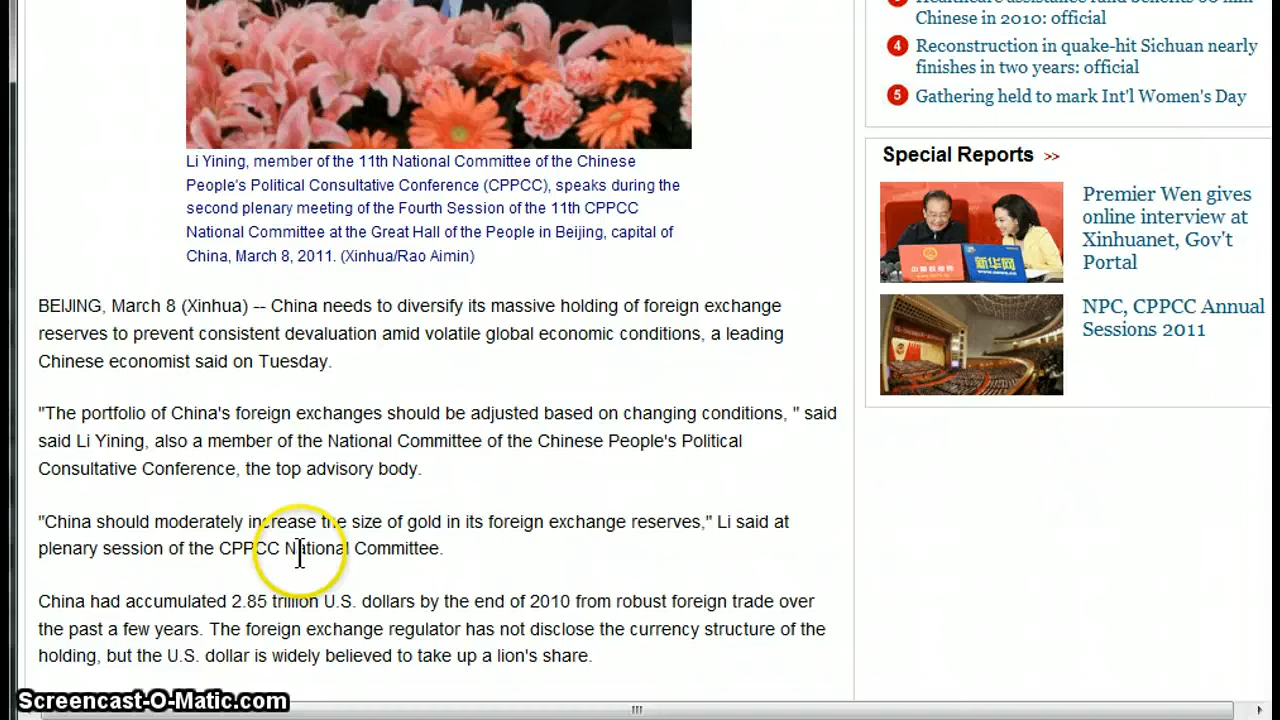 Li Yining, member of the 11th National Committee of the Chinese
People's Political Consultative Conference (CPPCC), speaks during the
second plenary meeting of the Fourth Session of the 11th CPPCC
National Committee at the Great Hall of the People in Beijing, capital of
China, March 8, 2011. (Xinhua/Rao Aimin)
BEIJING, March 8 (Xinhua) -- China needs to diversify its massive holding of foreign exchange
reserves to prevent consistent devaluation amid volatile global economic conditions, a leading
Chinese economist said on Tuesday.
"The portfolio of China's foreign exchanges should be adjusted based on changing conditions, " said
said Li Yining, also a member of the National Committee of the Chinese People's Political
Consultative Conference, the top advisory body.
"China should moderately increase the size of gold in its foreign exchange reserves," Li said at
plenary session of the CPPCC National Committee.
China had accumulated 2.85 trillion U.S. dollars by the end of 2010 from robust foreign trade over
the past a few years. The foreign exchange regulator has not disclose the currency structure of the
holding, but the U.S. dollar is widely believed to take up a lion's share.
Chinese in 2010: official
4 Reconstruction in quake-hit Sichuan nearly
finishes in two years: official
5 Gathering held to mark Int'l Women's Day
Special Reports >>
新华网
Premier Wen gives
online interview at
Xinhuanet, Gov't
Portal
NPC, CPPCC Annual
Sessions 2011
Screencast-O-Matic.com